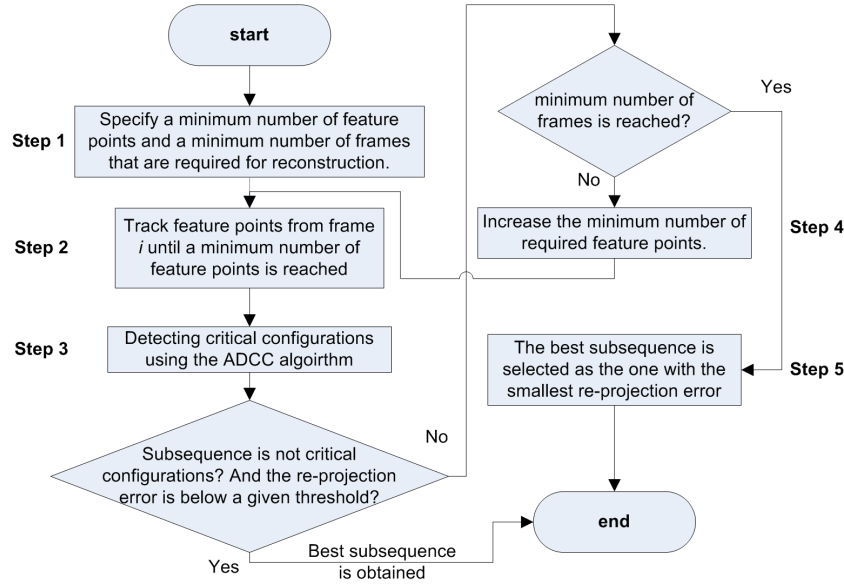 start
Step 1
Specify a minimum number of feature
points and a minimum number of frames
that are required for reconstruction.
Step 2
Track feature points from frame
i until a minimum number of
feature points is reached
Step 3
Detecting critical configurations
using the ADCC algoirthm
Subsequence is not critical
configurations? And the re-projection
error is below a given threshold?
No
Yes
Best subsequence
is obtained
minimum number of
frames is reached?
Yes
No
Increase the minimum number of
required feature points.
Step 4
The best subsequence is
selected as the one with the
smallest re-projection error
Step 5
end